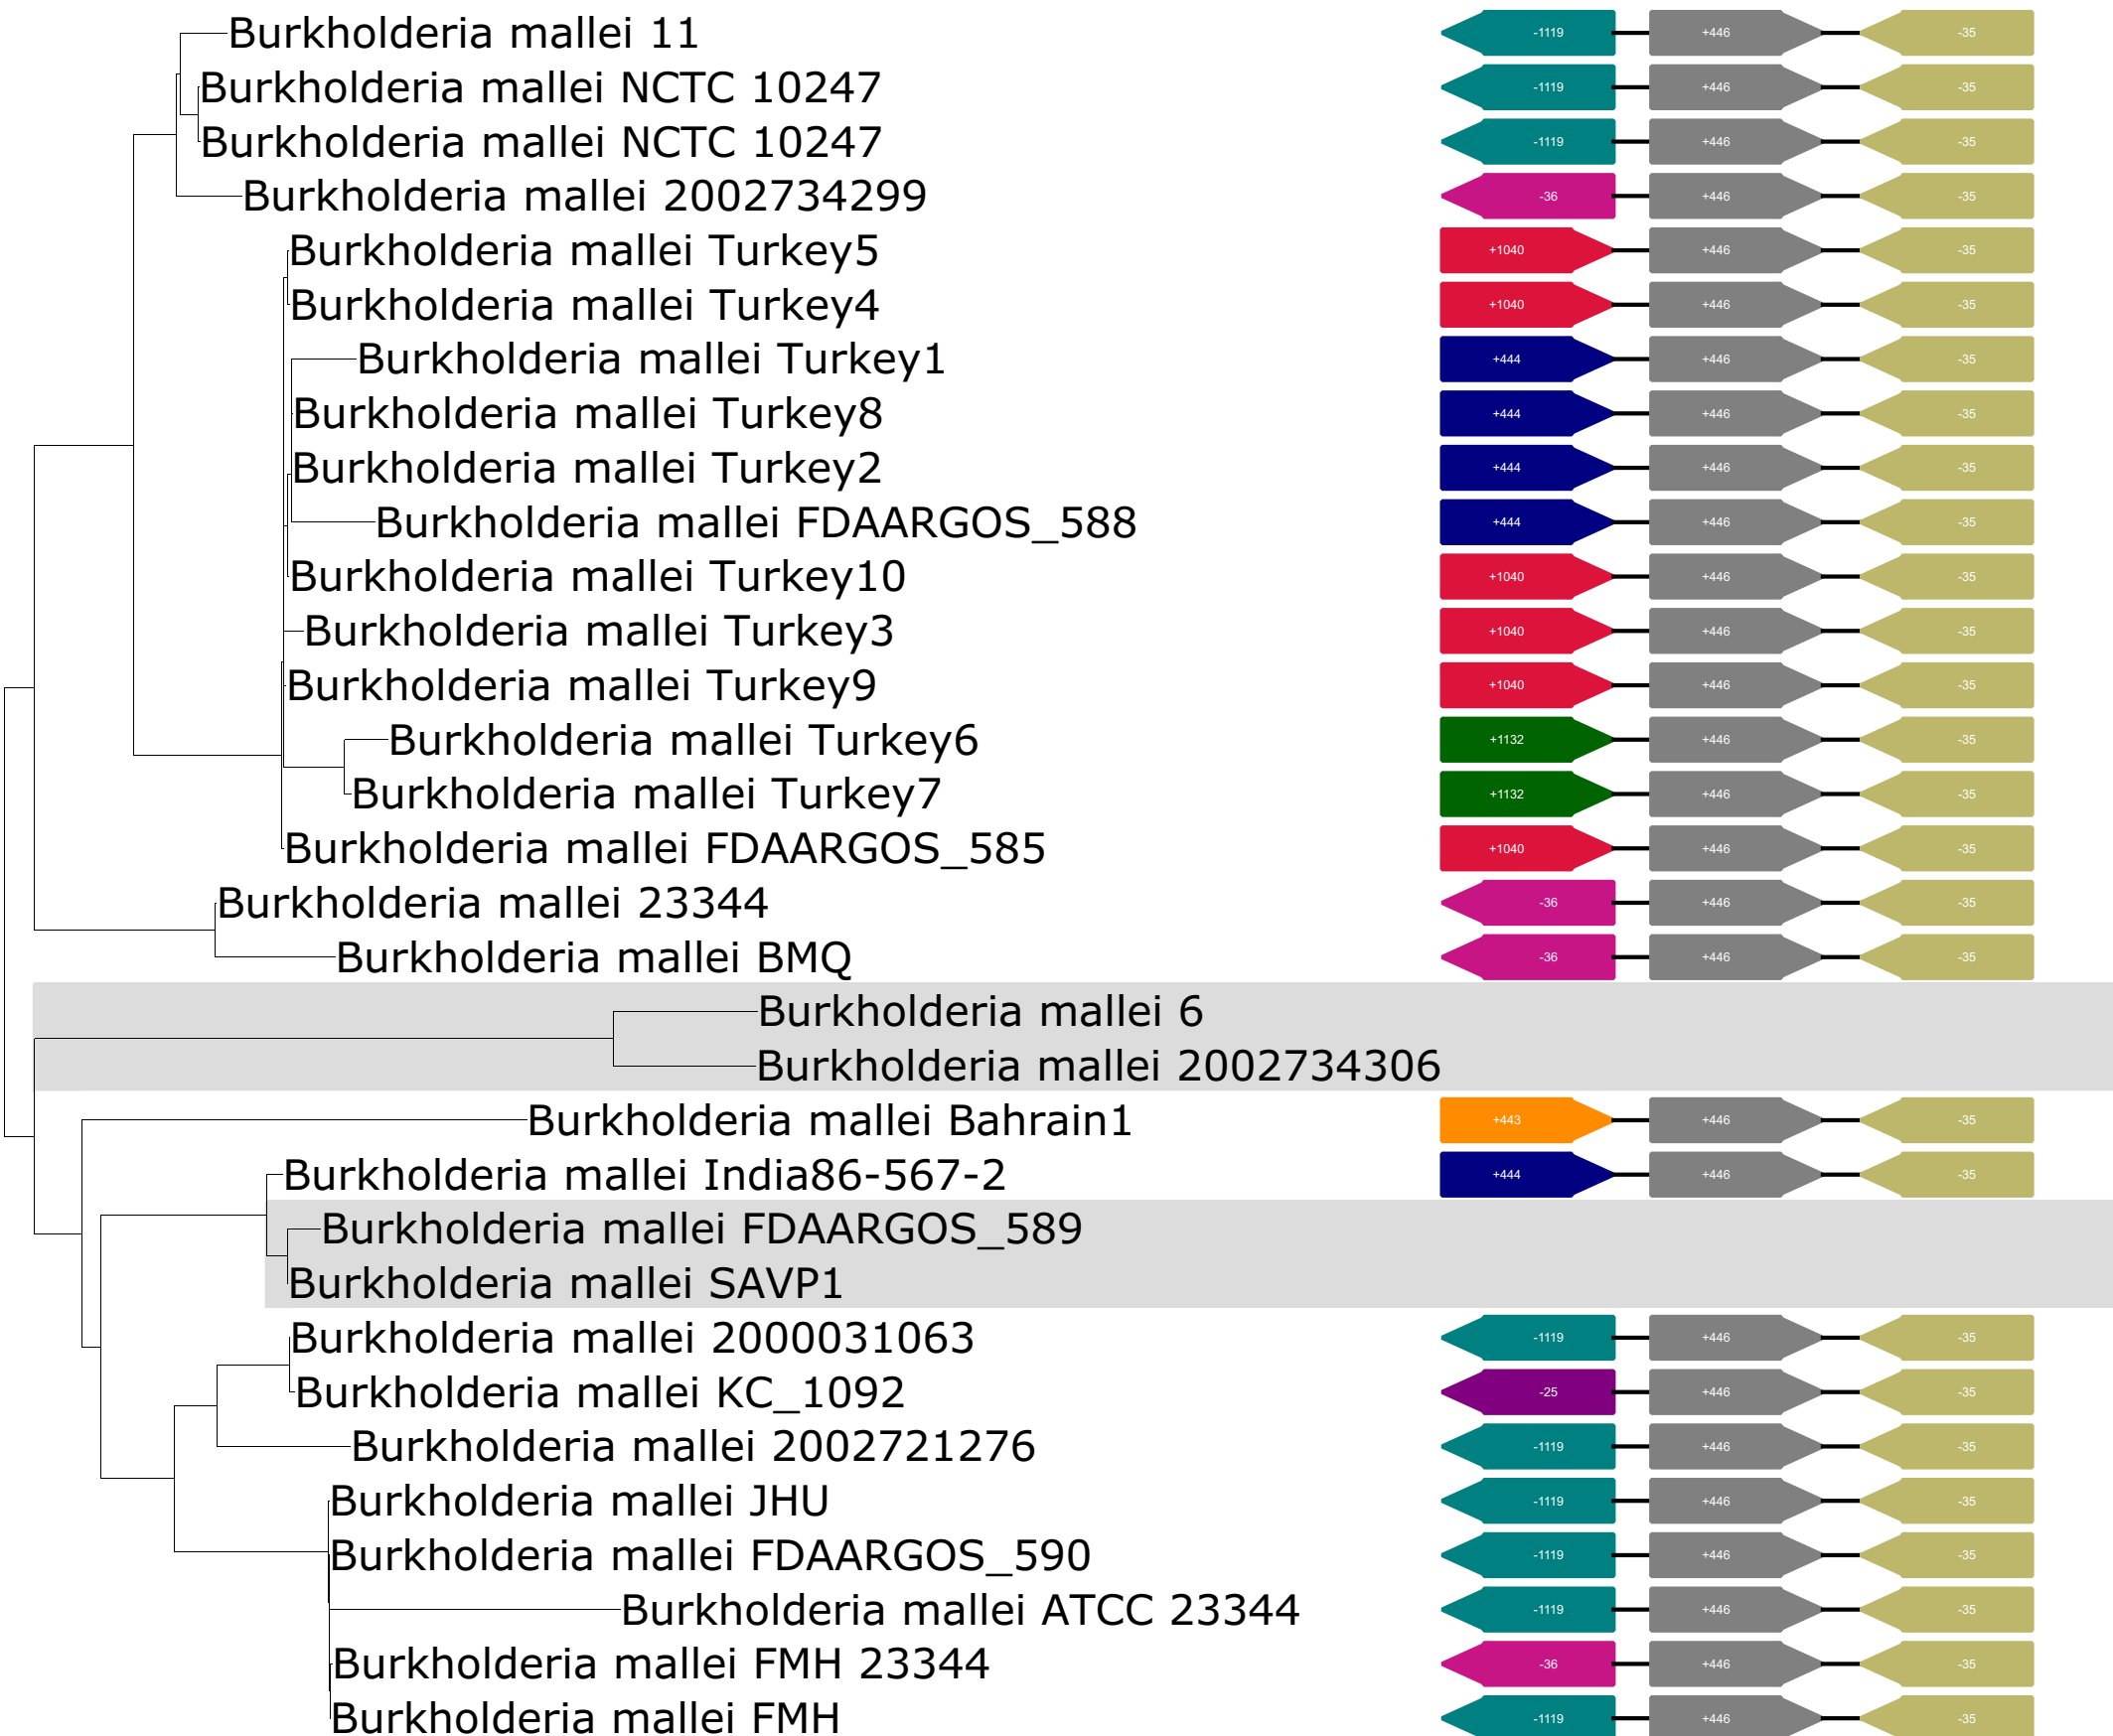 Burkholderia mallei 11 -1119 +446 -35
Burkholderia mallei NCTC 10247 -1119 +446 -35
Burkholderia mallei NCTC 10247 -1119 +446 -35
Burkholderia mallei 2002734299 -36 +446 -35
Burkholderia mallei Turkey5 +1040 +446 -35
Burkholderia mallei Turkey4 +1040 +446 -35
Burkholderia mallei Turkey1 +444 +446 -35
Burkholderia mallei Turkey8 +444 +446 -35
Burkholderia mallei Turkey2 +444 +446 -35
Burkholderia mallei FDAARGOS_588 +444 +446 -35
Burkholderia mallei Turkey10 +1040 +446 -35
Burkholderia mallei Turkey3 +1040 +446 -35
Burkholderia mallei Turkey9 +1040 +446 -35
Burkholderia mallei Turkey6 +1132 +446 -35
Burkholderia mallei Turkey7 +1132 +446 -35
Burkholderia mallei FDAARGOS_585 +1040 +446 -35
Burkholderia mallei 23344 -36 +446 -35
Burkholderia mallei BMQ -36 +446 -35
Burkholderia mallei 6
Burkholderia mallei 2002734306
Burkholderia mallei Bahrain1 +443 +446 -35
Burkholderia mallei India86-567-2 +444 +446 -35
Burkholderia mallei FDAARGOS_589
Burkholderia mallei SAVP1
Burkholderia mallei 2000031063 -1119 +446 -35
Burkholderia mallei KC_1092 -25 +446 -35
Burkholderia mallei 2002721276 -1119 +446 -35
Burkholderia mallei JHU -1119 +446 -35
Burkholderia mallei FDAARGOS_590 -1119 +446 -35
Burkholderia mallei ATCC 23344 -1119 +446 -35
Burkholderia mallei FMH 23344 -36 +446 -35
Burkholderia mallei FMH -1119 +446 -35